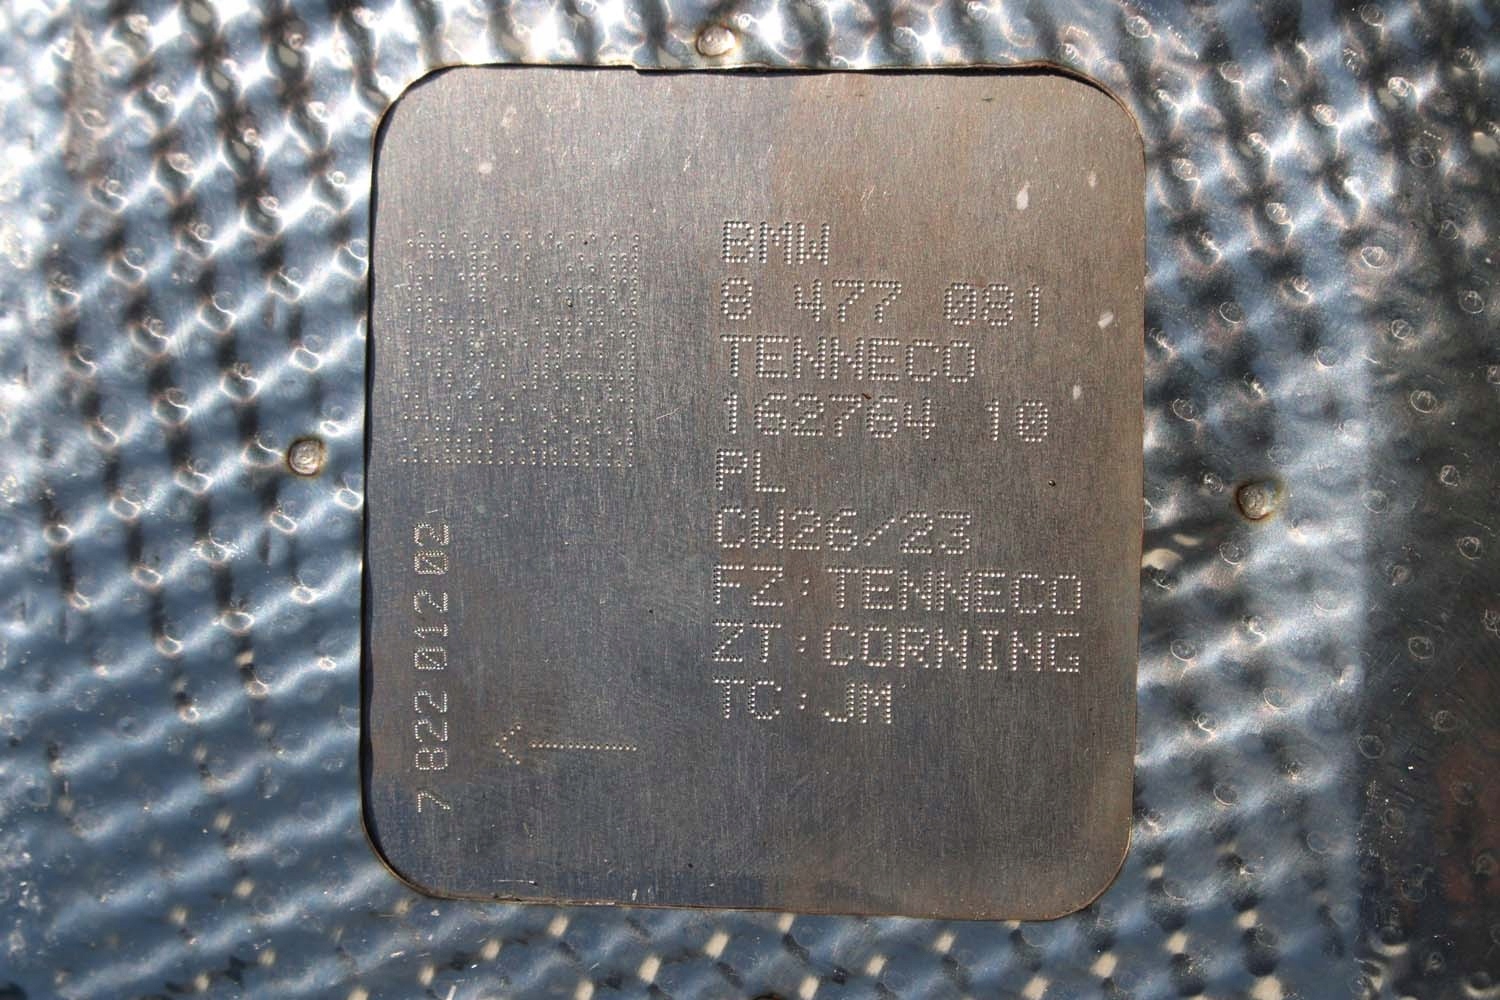 BMW
8 477 081
TENNECO
162764 10
PL
CW26/23
FZ:TENNECO
ZT:CORNING
TC:JM
7 822 012 02